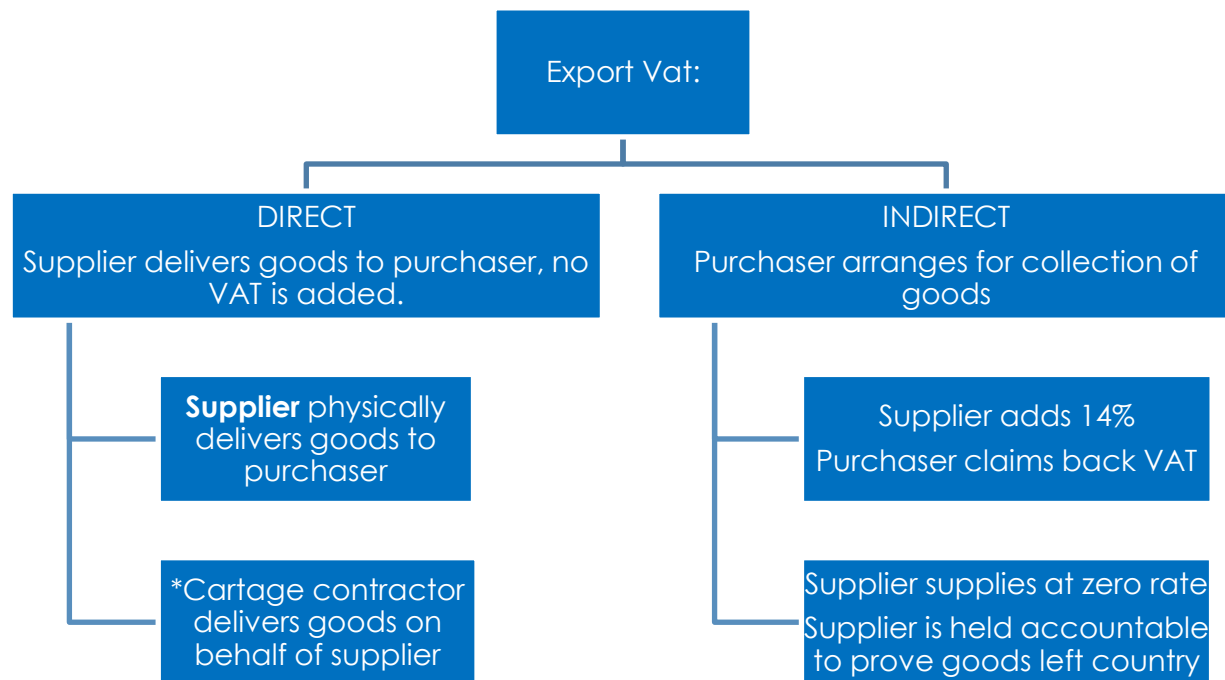 Export Vat:
DIRECT
Supplier delivers goods to purchaser, no
VAT is added.
Supplier physically
delivers goods to
purchaser
*Cartage contractor
delivers goods on
behalf of supplier
INDIRECT
Purchaser arranges for collection of
goods
Supplier adds 14%
Purchaser claims back VAT
Supplier supplies at zero rate
Supplier is held accountable
to prove goods left country